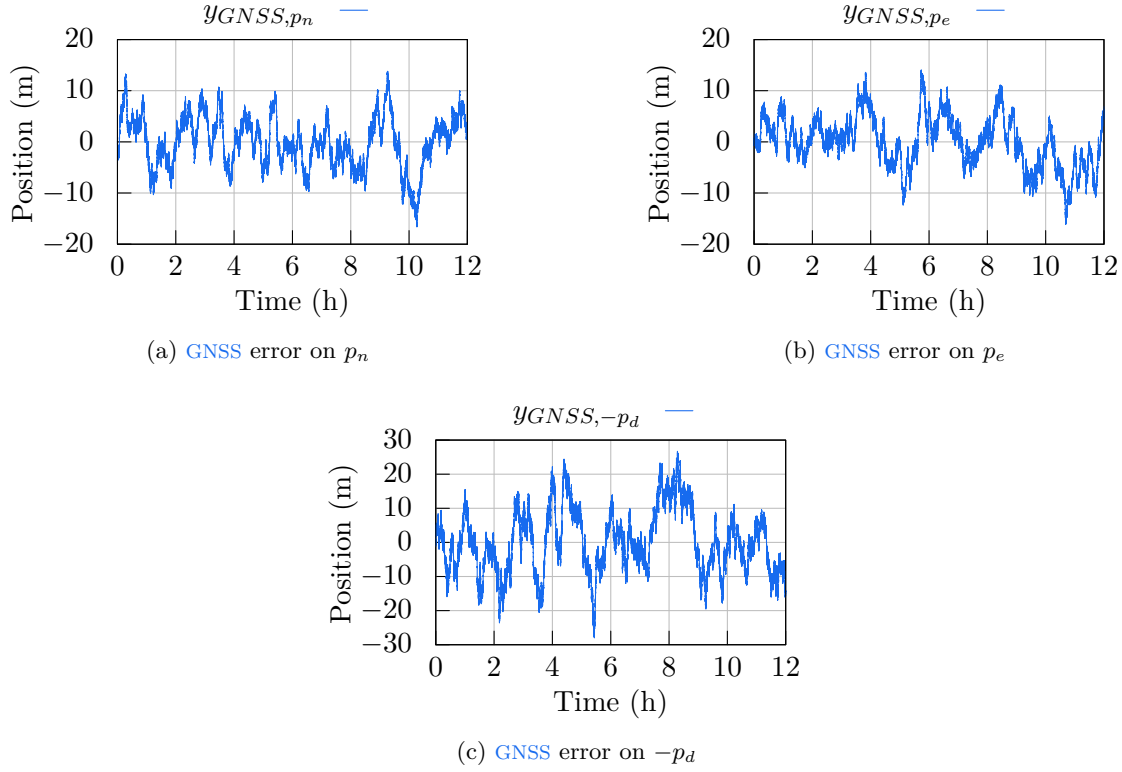 y_{GNSS,p_n}
20
10
0
−10
−20
Position (m)
0 2 4 6 8 10 12
Time (h)
(a) GNSS error on p_n
y_{GNSS,p_e}
20
10
0
−10
−20
Position (m)
0 2 4 6 8 10 12
Time (h)
(b) GNSS error on p_e
y_{GNSS,−p_d}
30
20
10
0
−10
−20
−30
Position (m)
0 2 4 6 8 10 12
Time (h)
(c) GNSS error on −p_d